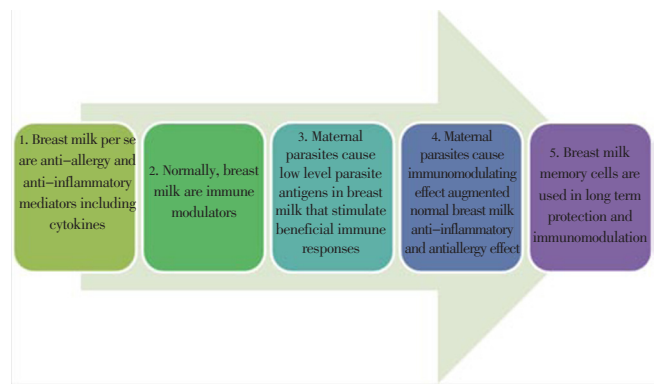 1. Breast milk per se
are anti-allergy and
anti-inflammatory
mediators including
cytokines
2. Normally, breast
milk are immune
modulators
3. Maternal
parasites cause
low level parasite
antigens in breast
milk that stimulate
beneficial immune
responses
4. Maternal
parasites cause
immunomodulating
effect augmented
normal breast milk
anti-inflammatory
and antiallergy effect
5. Breast milk
memory cells are
used in long term
protection and
immunomodulation